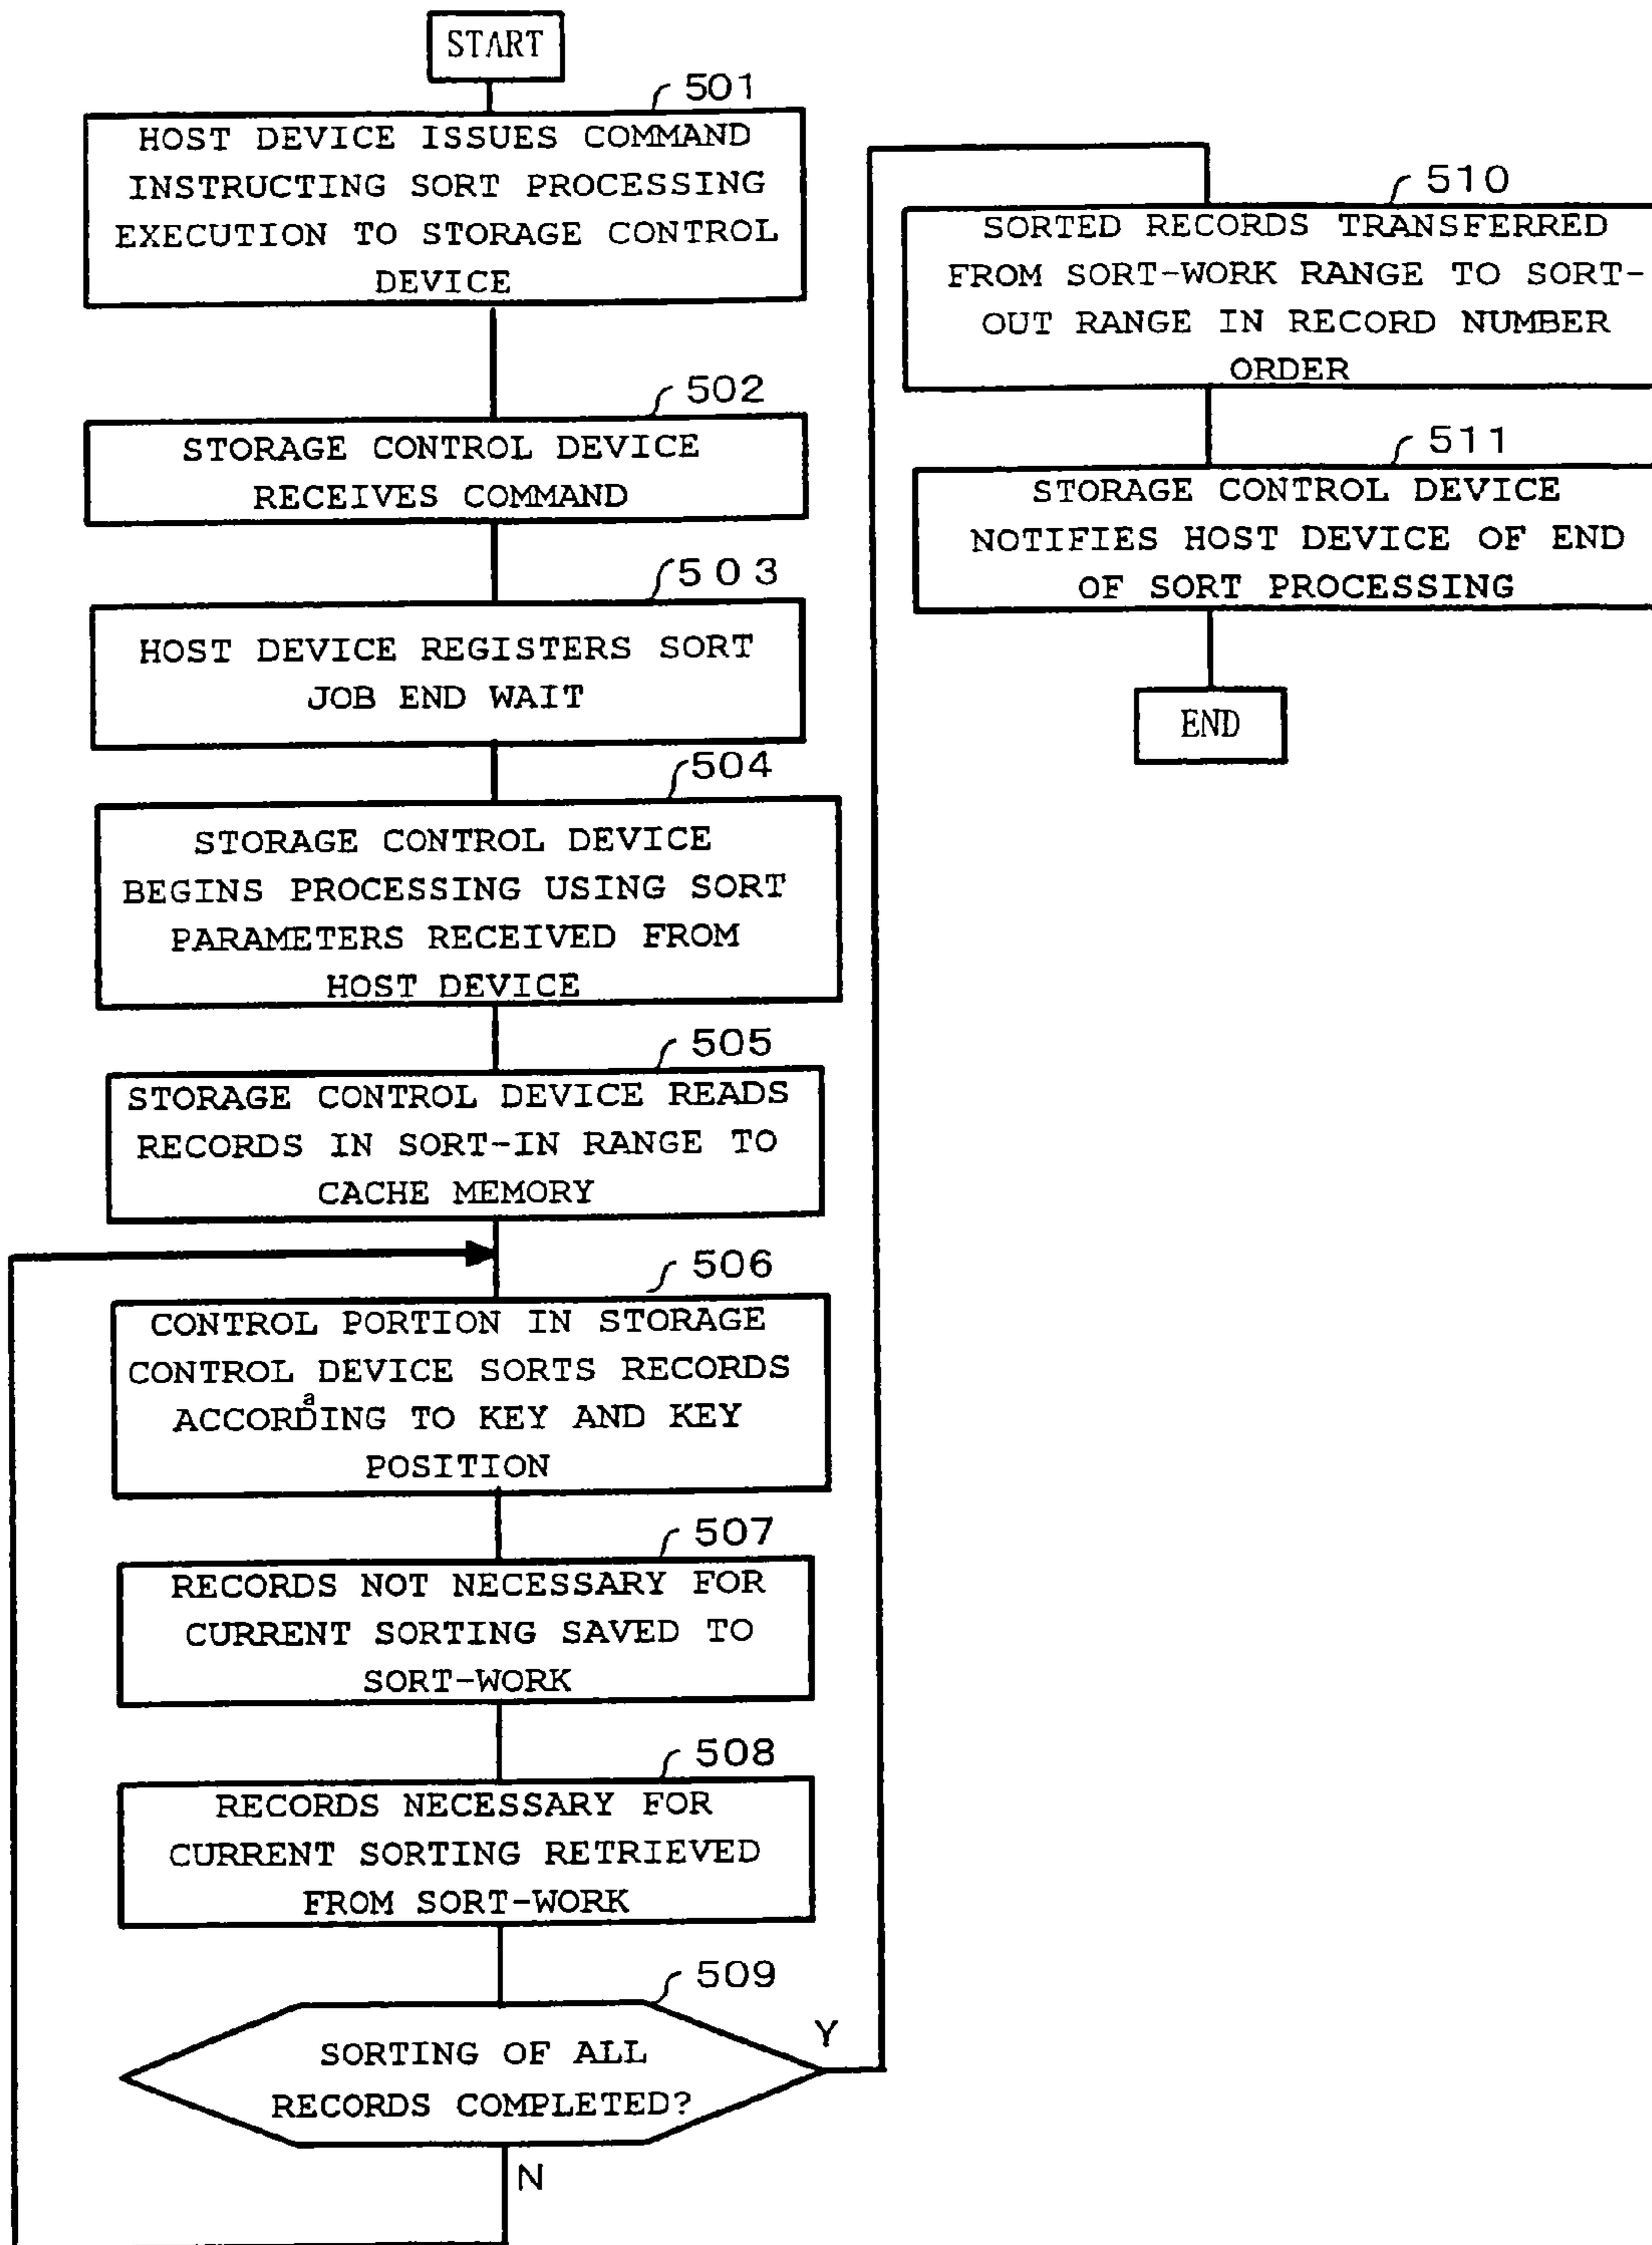 START
501
HOST DEVICE ISSUES COMMAND
INSTRUCTING SORT PROCESSING
EXECUTION TO STORAGE CONTROL
DEVICE
502
STORAGE CONTROL DEVICE
RECEIVES COMMAND
503
HOST DEVICE REGISTERS SORT
JOB END WAIT
504
STORAGE CONTROL DEVICE
BEGINS PROCESSING USING SORT
PARAMETERS RECEIVED FROM
HOST DEVICE
505
STORAGE CONTROL DEVICE READS
RECORDS IN SORT-IN RANGE TO
CACHE MEMORY
506
CONTROL PORTION IN STORAGE
CONTROL DEVICE SORTS RECORDS
a
ACCORDING TO KEY AND KEY
POSITION
507
RECORDS NOT NECESSARY FOR
CURRENT SORTING SAVED TO
SORT-WORK
508
RECORDS NECESSARY FOR
CURRENT SORTING RETRIEVED
FROM SORT-WORK
509
SORTING OF ALL
RECORDS COMPLETED?
Y
N
510
SORTED RECORDS TRANSFERRED
FROM SORT-WORK RANGE TO SORT-
OUT RANGE IN RECORD NUMBER
ORDER
511
STORAGE CONTROL DEVICE
NOTIFIES HOST DEVICE OF END
OF SORT PROCESSING
END